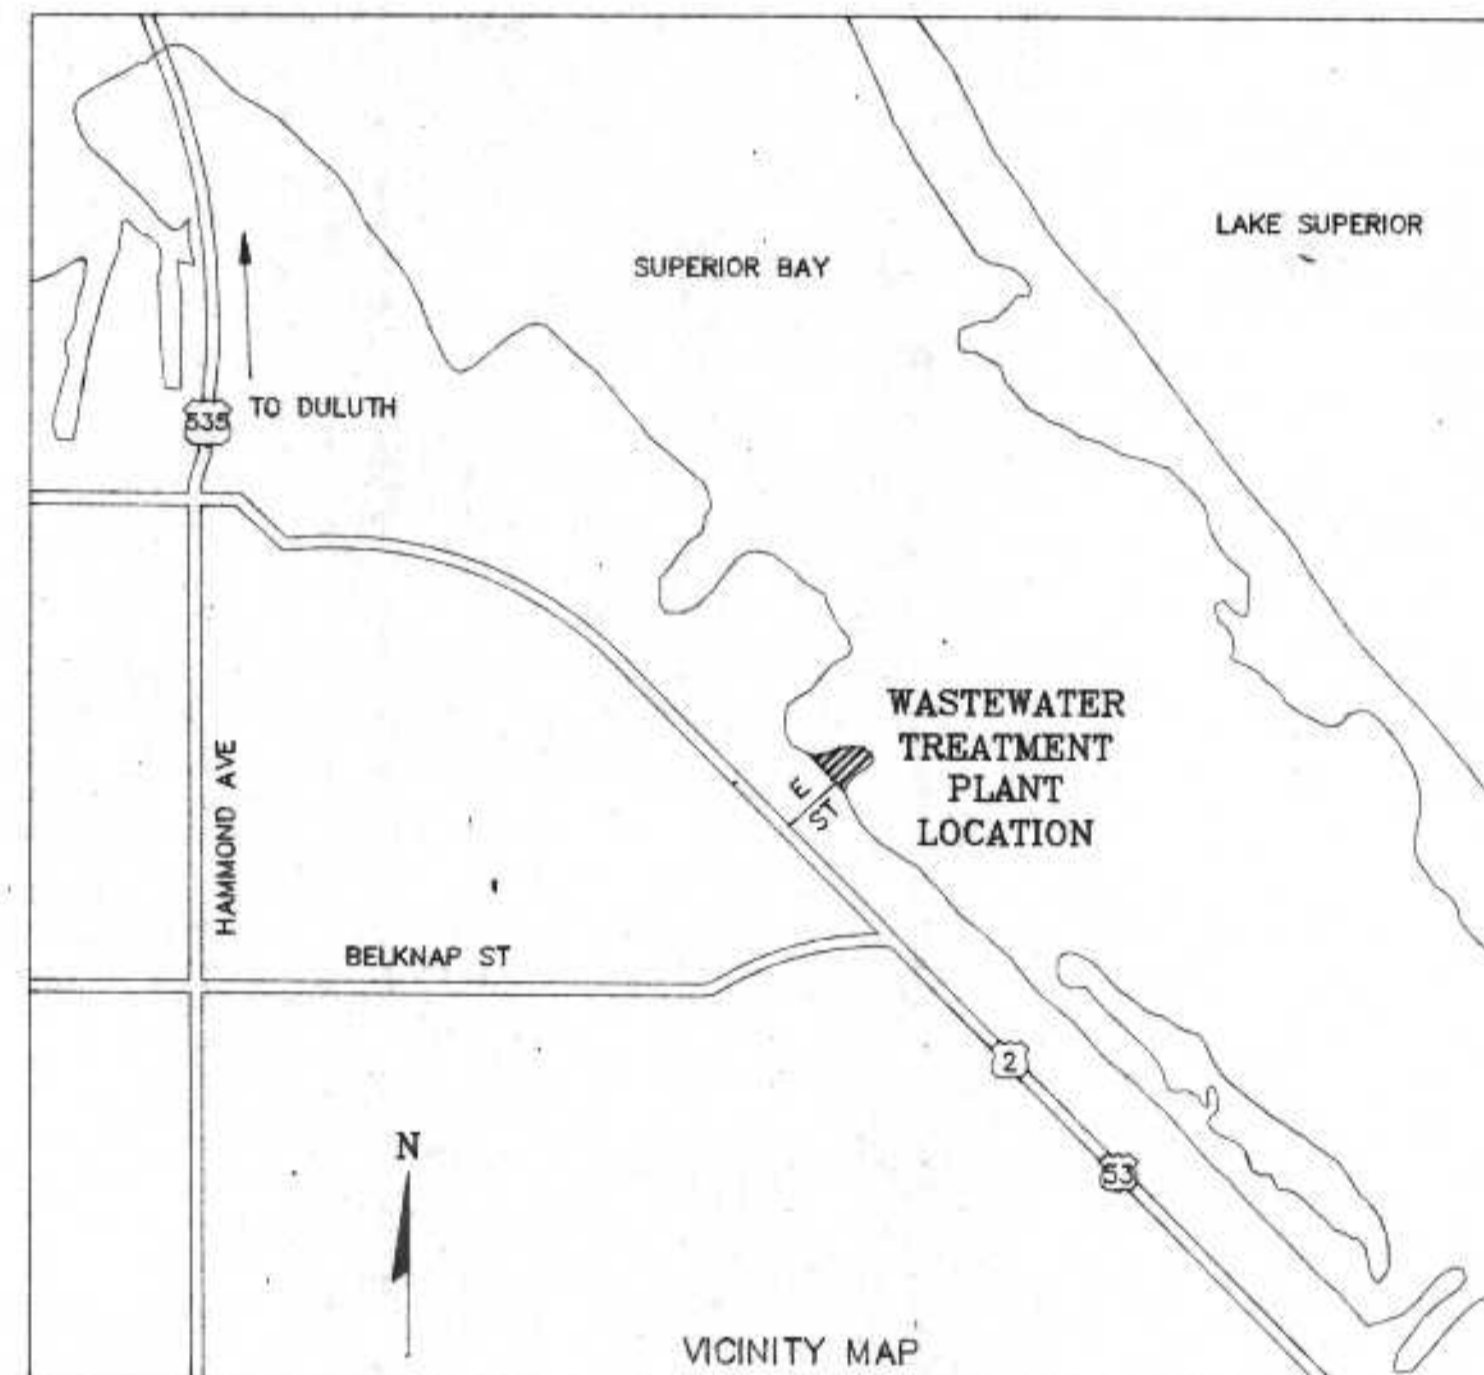 LAKE SUPERIOR
SUPERIOR BAY
535
TO DULUTH
WASTEWATER
TREATMENT
PLANT
LOCATION
E
ST
HAMMOND AVE
BELKNAP ST
2
N
53
VICINITY MAP